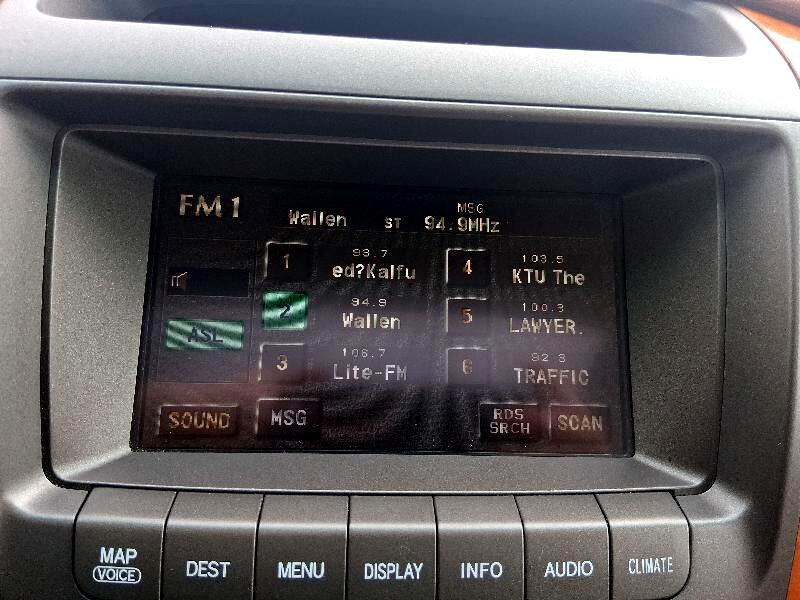 FM1 Wallen ST MSG 94.9MHz
1 93.7 ed?Kalfu
4 103.5 KTU The
ASL
2 94.9 Wallen
5 100.3 LAWYER.
3 106.7 Lite-FM
6 92.3 TRAFFIC
SOUND MSG RDS SRCH SCAN
MAP VOICE DEST MENU DISPLAY INFO AUDIO CLIMATE